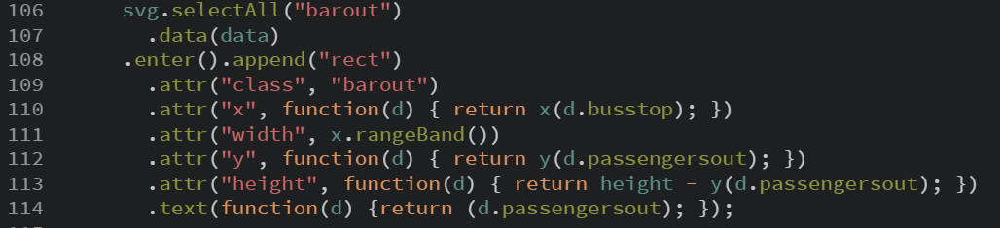 106 svg.selectAll("barout")
107 .data(data)
108 .enter().append("rect")
109 .attr("class", "barout")
110 .attr("x", function(d) { return x(d.busstop); })
111 .attr("width", x.rangeBand())
112 .attr("y", function(d) { return y(d.passengersout); })
113 .attr("height", function(d) { return height - y(d.passengersout); })
114 .text(function(d) {return (d.passengersout); });